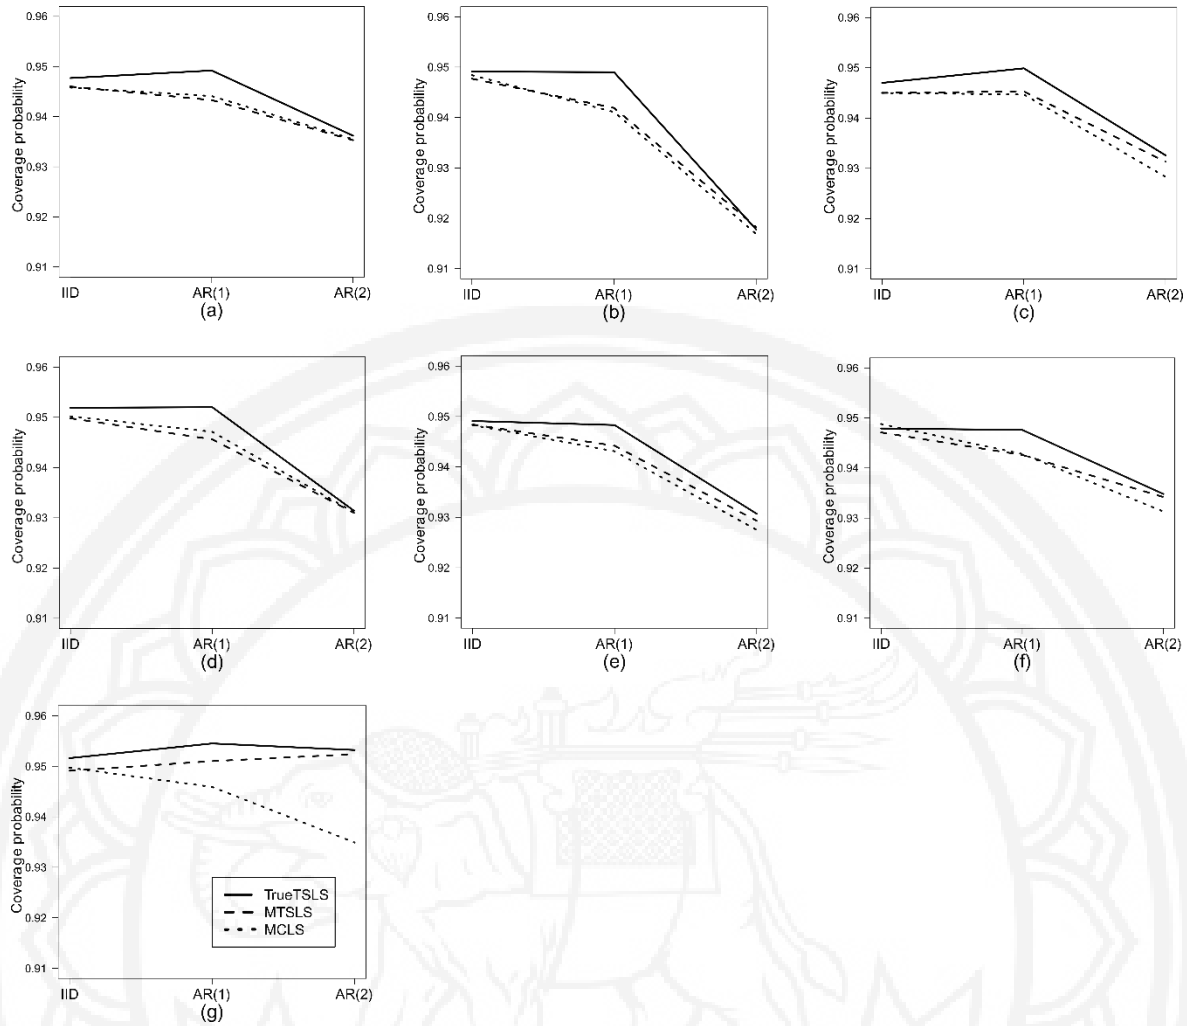 Coverage probability
0.96
0.95
0.94
0.93
0.92
0.91
IID AR(1) AR(2)
(a)
Coverage probability
0.96
0.95
0.94
0.93
0.92
0.91
IID AR(1) AR(2)
(b)
Coverage probability
0.96
0.95
0.94
0.93
0.92
0.91
IID AR(1) AR(2)
(c)
Coverage probability
0.96
0.95
0.94
0.93
0.92
0.91
IID AR(1) AR(2)
(d)
Coverage probability
0.96
0.95
0.94
0.93
0.92
0.91
IID AR(1) AR(2)
(e)
Coverage probability
0.96
0.95
0.94
0.93
0.92
0.91
IID AR(1) AR(2)
(f)
Coverage probability
0.96
0.95
0.94
0.93
0.92
0.91
TrueTSLS
MTSLS
MCLS
IID AR(1) AR(2)
(g)